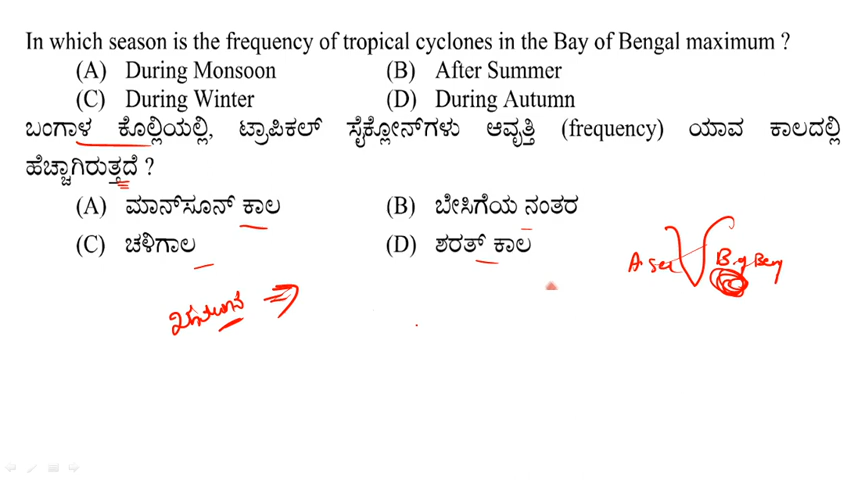 In which season is the frequency of tropical cyclones in the Bay of Bengal maximum ?
(A) During Monsoon (B) After Summer
(C) During Winter (D) During Autumn
ಬಂಗಾಳ ಕೊಲ್ಲಿಯಲ್ಲಿ, ಟ್ರಾಪಿಕಲ್ ಸೈಕ್ಲೋನ್‌ಗಳು ಆವೃತ್ತಿ (frequency) ಯಾವ ಕಾಲದಲ್ಲಿ
ಹೆಚ್ಚಾಗಿರುತ್ತದೆ ?
(A) ಮಾನ್‌ಸೂನ್ ಕಾಲ (B) ಬೇಸಿಗೆಯ ನಂತರ
(C) ಚಳಿಗಾಲ (D) ಶರತ್ ಕಾಲ